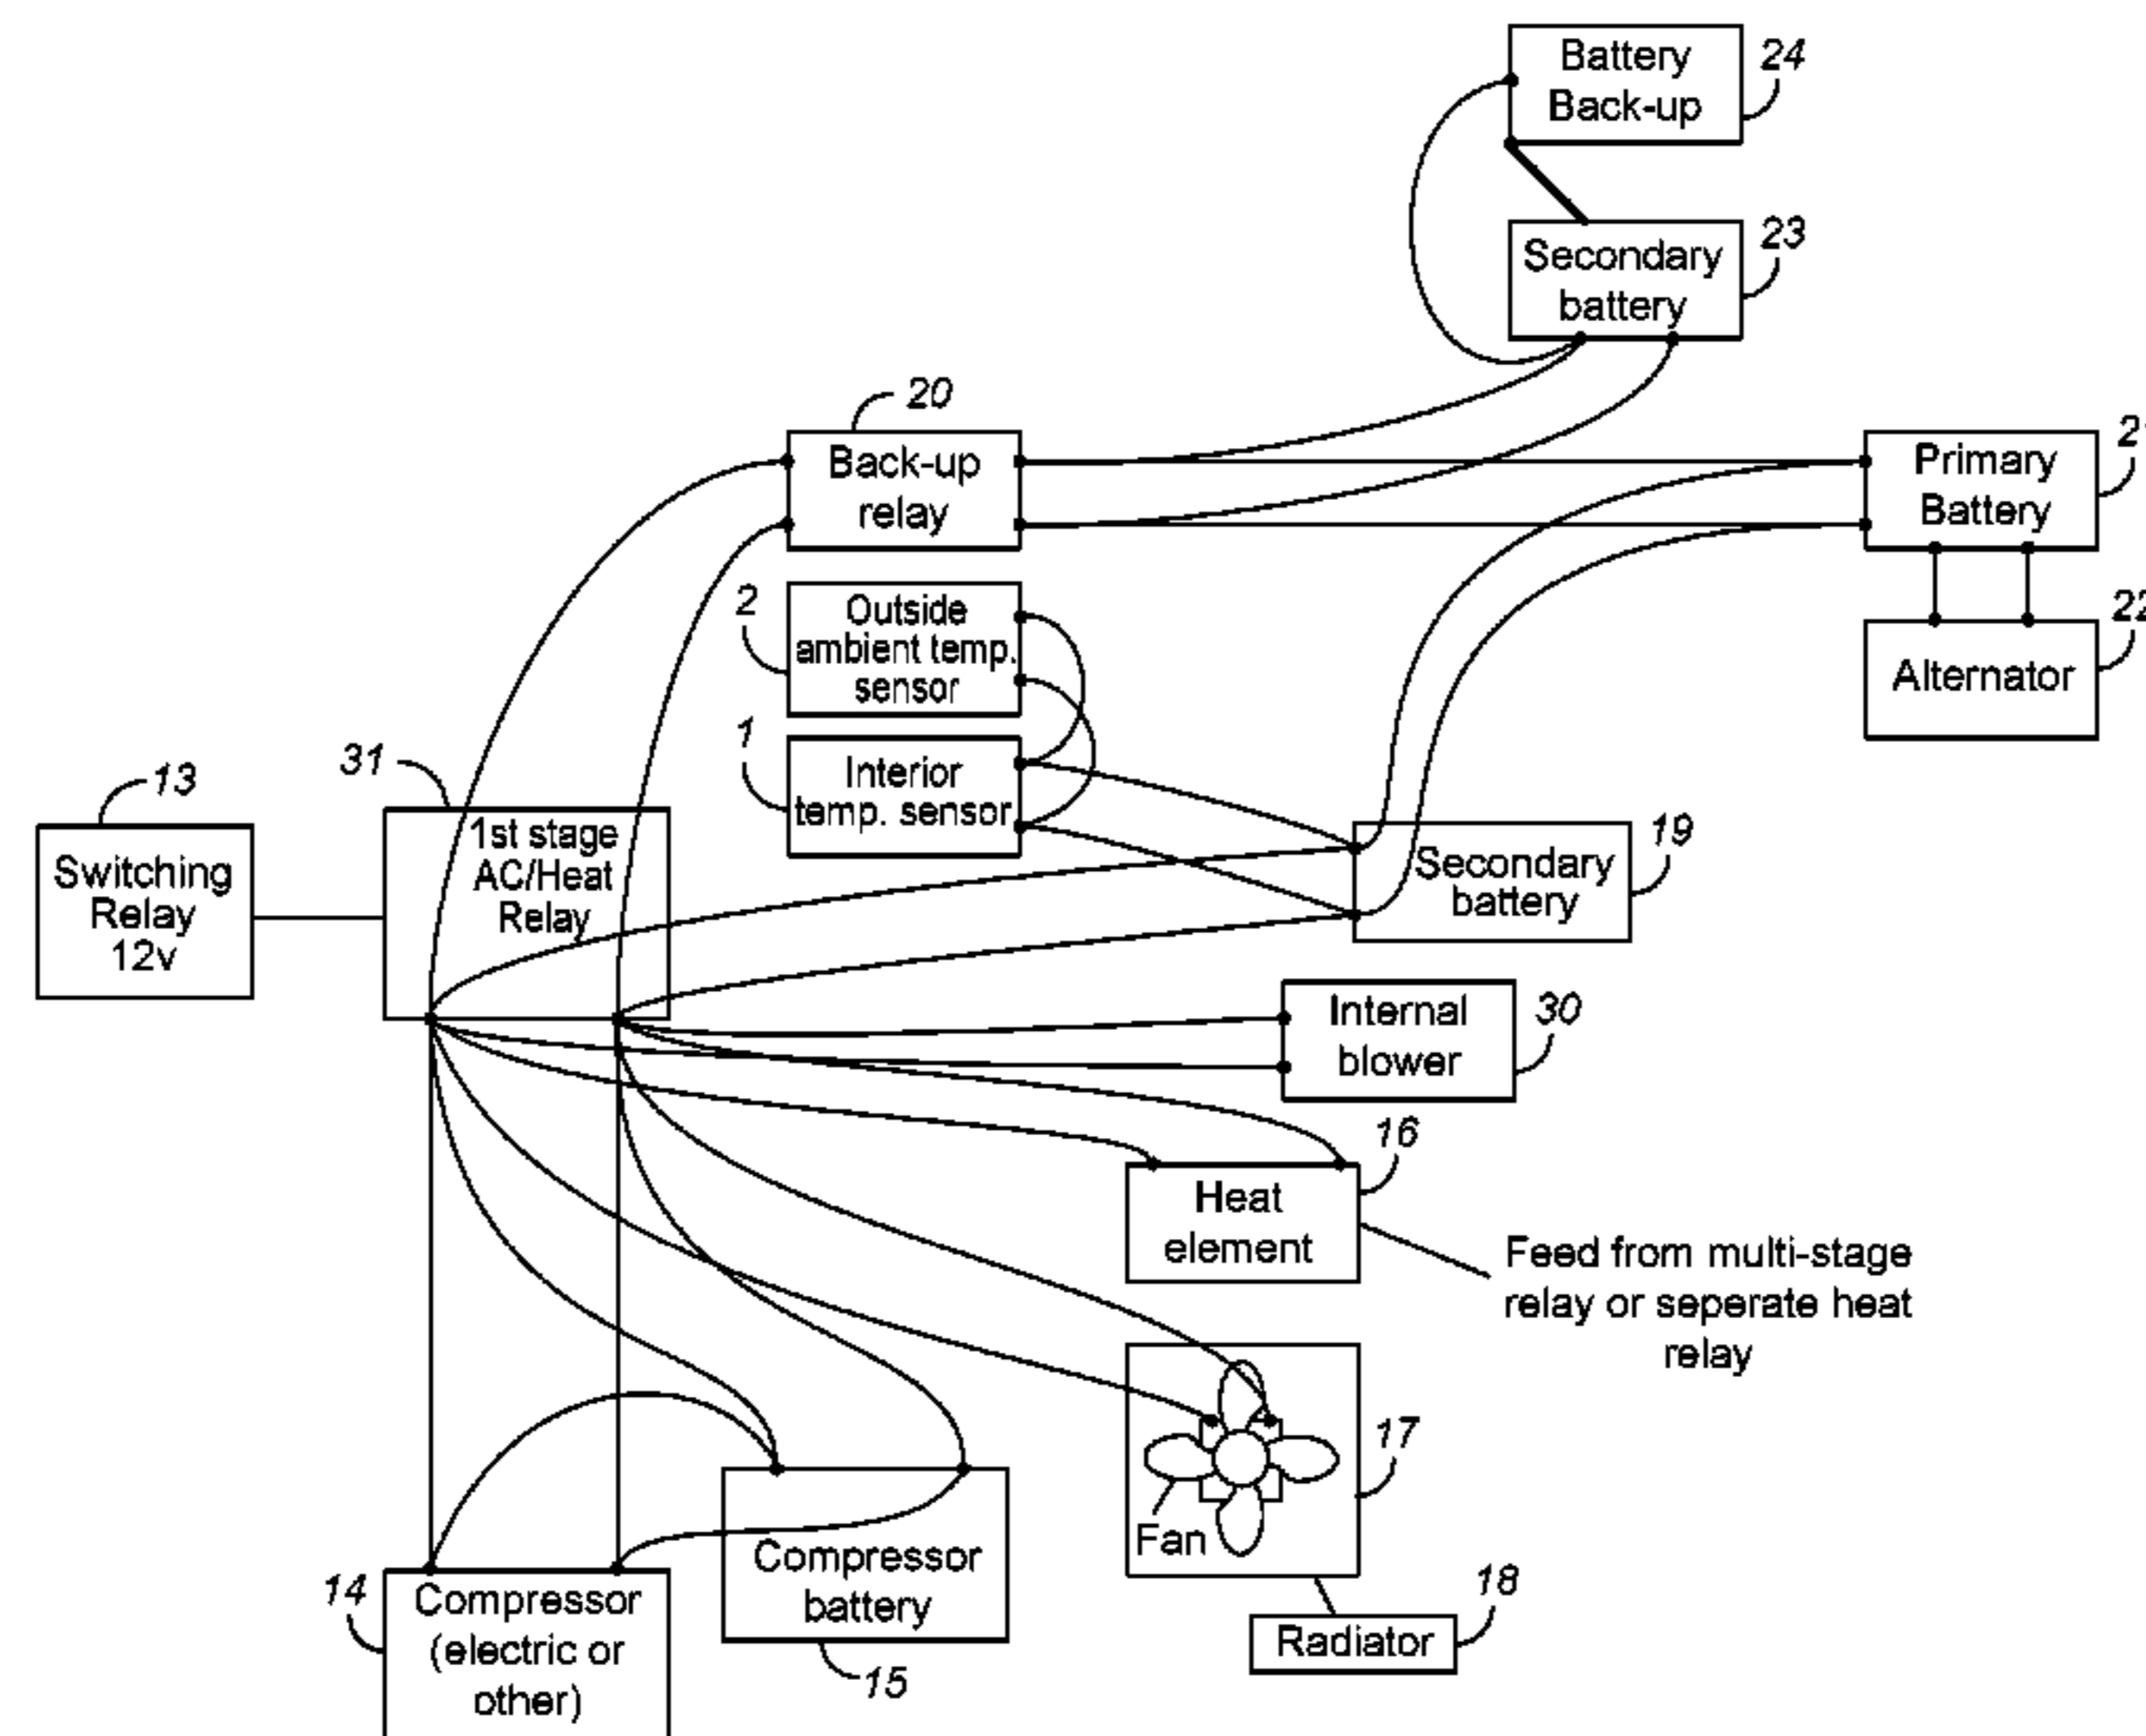 Battery
Back-up
24
Secondary
battery
23
20
Back-up
relay
Primary
Battery
2
Outside
ambient temp.
sensor
22
Alternator
1
Interior
temp. sensor
31
13
Switching
Relay
12v
1st stage
AC/Heat
Relay
Secondary
battery
19
Internal
blower
30
16
Heat
element
Feed from multi-stage
relay or seperate heat
relay
17
Fan
14
Compressor
(electric or
other)
Compressor
battery
15
Radiator
18